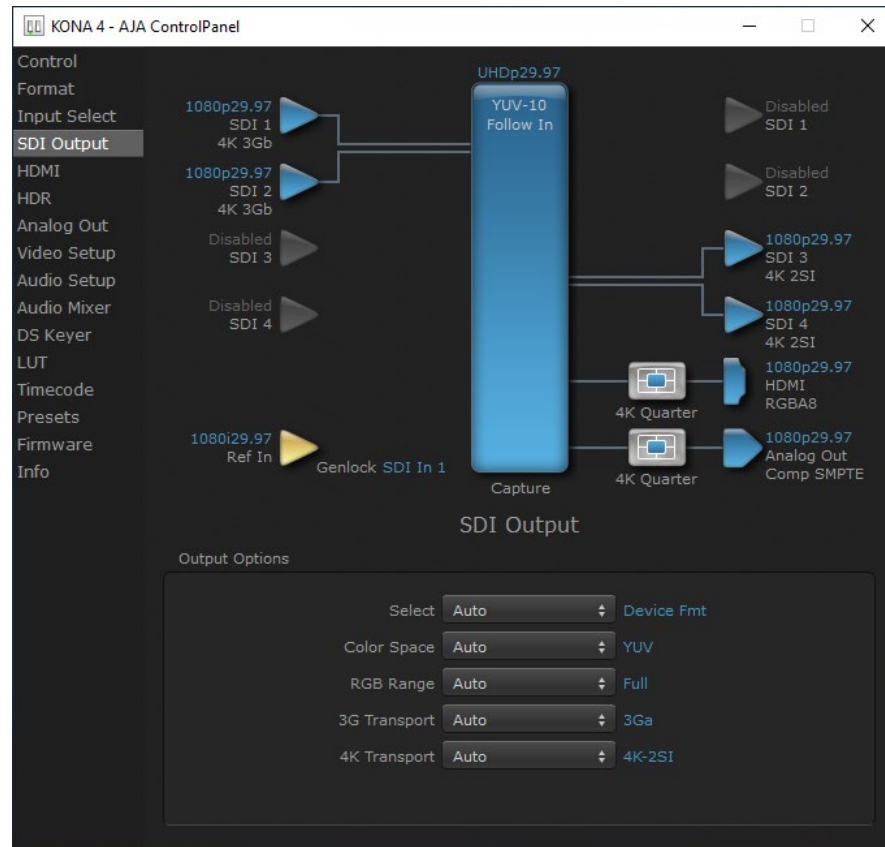 KONA 4 - AJA ControlPanel
Control
Format
Input Select
SDI Output
HDMI
HDR
Analog Out
Video Setup
Audio Setup
Audio Mixer
DS Keyer
LUT
Timecode
Presets
Firmware
Info
UHDp29.97
YUV-10
Follow In
1080p29.97
SDI 1
4K 3Gb
1080p29.97
SDI 2
4K 3Gb
Disabled
SDI 3
Disabled
SDI 4
1080i29.97
Ref In
Genlock SDI In 1
Capture
Disabled
SDI 1
Disabled
SDI 2
1080p29.97
SDI 3
4K 2SI
1080p29.97
SDI 4
4K 2SI
4K Quarter
1080p29.97
HDMI
RGBA8
4K Quarter
1080p29.97
Analog Out
Comp SMPTE
SDI Output
Output Options
Select Auto Device Fmt
Color Space Auto YUV
RGB Range Auto Full
3G Transport Auto 3Ga
4K Transport Auto 4K-2SI